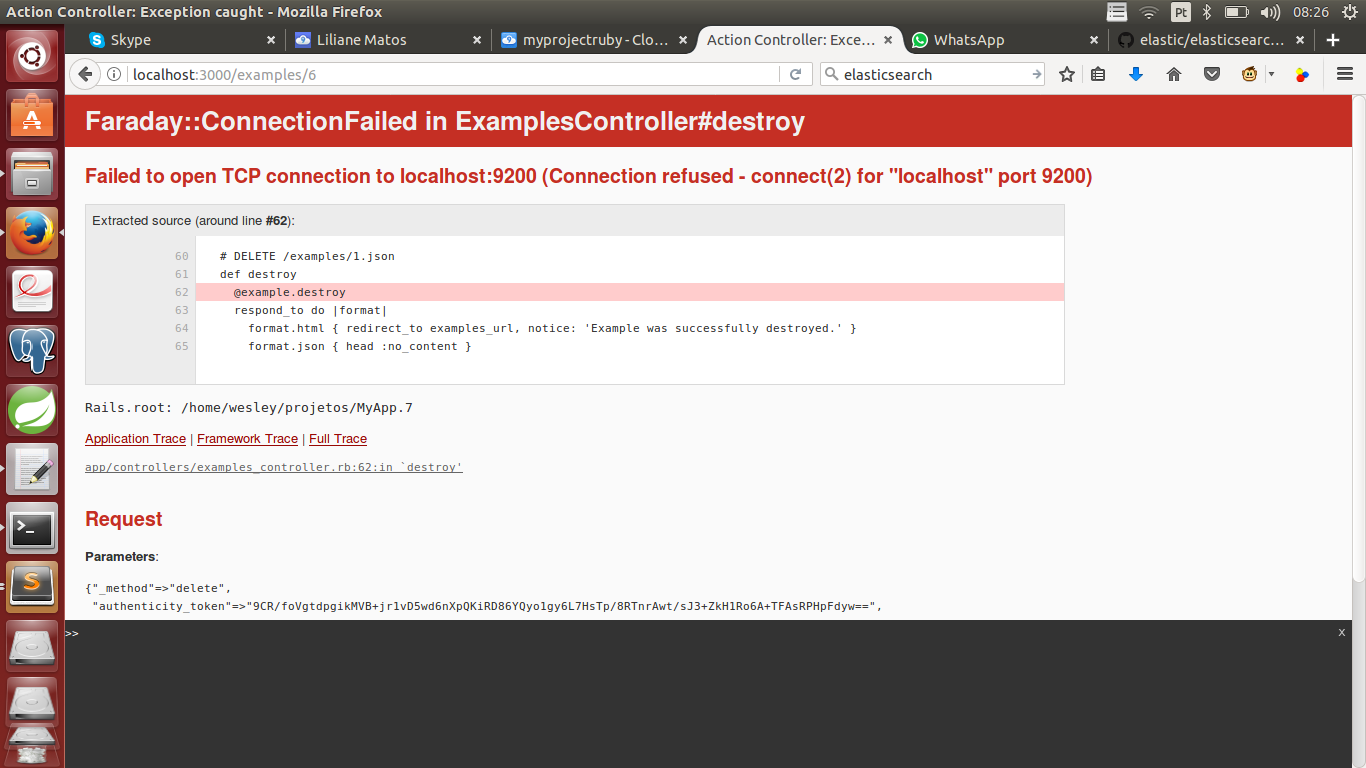 Action Controller: Exception caught - Mozilla Firefox
Pt
08:26
Skype
Liliane Matos
myprojectruby - Clo...
Action Controller: Exce...
WhatsApp
elastic/elasticsearc...
localhost:3000/examples/6
elasticsearch
Faraday::ConnectionFailed in ExamplesController#destroy
Failed to open TCP connection to localhost:9200 (Connection refused - connect(2) for "localhost" port 9200)
Extracted source (around line #62):
60 # DELETE /examples/1.json
61 def destroy
62 @example.destroy
63 respond_to do |format|
64 format.html { redirect_to examples_url, notice: 'Example was successfully destroyed.' }
65 format.json { head :no_content }
Rails.root: /home/wesley/projetos/MyApp.7
Application Trace | Framework Trace | Full Trace
app/controllers/examples_controller.rb:62:in `destroy'
Request
Parameters:
{"_method"=>"delete",
"authenticity_token"=>"9CR/foVgtdpgikMVB+jr1vD5wd6nXpQKiRD86YQyo1gy6L7HsTp/8RTnrAwt/sJ3+ZkH1Ro6A+TFAsRPHpFdyw==",
>>
x